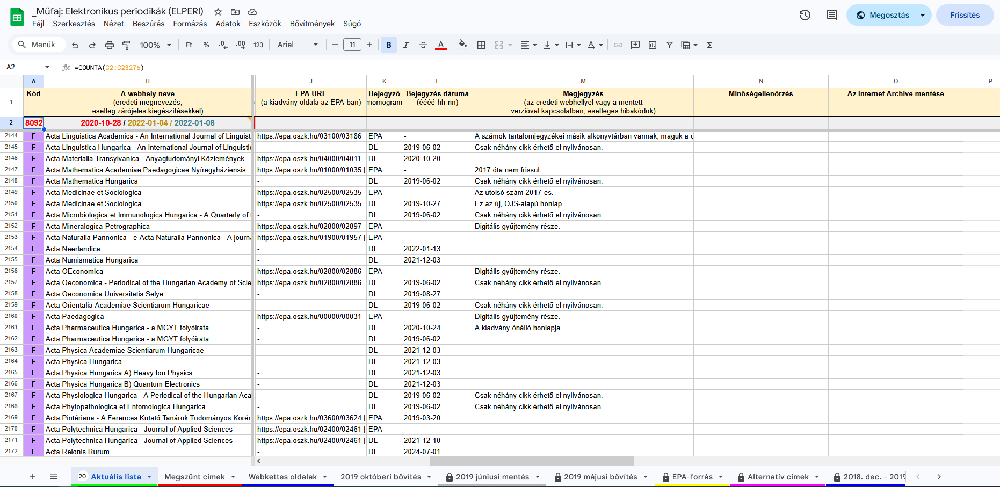 _Műfaj: Elektronikus periodikák (ELPERI)
Fájl Szerkesztés Nézet Beszúrás Formázás Adatok Eszközök Bővítmények Súgó
Megosztás
Frissítés
Menük 100% Ft % .0 .00 123 Arial 11 B I A Σ
A2 fx =COUNTA(C2:C23276)
A B J K L M N O P
1 Kód A webhely neve EPA URL Bejegyző Bejegyzés dátuma Megjegyzés Minőségellenőrzés Az Internet Archive mentése
(eredeti megnevezés, (a kiadvány oldala az EPA-ban) momogram (éééé-hh-nn) (az eredeti webhellyel vagy a mentett
esetleg zárójeles kiegészítésekkel) verzióval kapcsolatban, esetleges hibakódok)
2 8092 2020-10-28 / 2022-01-04 / 2022-01-08
2144 F Acta Linguistica Academica - An International Journal of Linguisti https://epa.oszk.hu/03100/03186 EPA - A számok tartalomjegyzékei másik alkönyvtárban vannak, maguk a c
2145 F Acta Linguistica Hungarica - An International Journal of Linguistic - DL 2019-06-02 Csak néhány cikk érhető el nyilvánosan.
2146 F Acta Materialia Transylvanica - Anyagtudományi Közlemények https://epa.oszk.hu/04000/04011 DL 2020-10-20
2147 F Acta Mathematica Academiae Paedagogicae Nyíregyháziensis https://epa.oszk.hu/01000/01035 | EPA - 2017 óta nem frissül
2148 F Acta Mathematica Hungarica - DL 2019-06-02 Csak néhány cikk érhető el nyilvánosan.
2149 F Acta Medicinae et Sociologica https://epa.oszk.hu/02500/02535 EPA - Az utolsó szám 2017-es.
2150 F Acta Medicinae et Sociologica https://epa.oszk.hu/02500/02535 DL 2019-10-27 Ez az új, OJS-alapú honlap
2151 F Acta Microbiologica et Immunologica Hungarica - A Quarterly of t - DL 2019-06-02 Csak néhány cikk érhető el nyilvánosan.
2152 F Acta Mineralogica-Petrographica https://epa.oszk.hu/02800/02897 EPA - Digitális gyűjtemény része.
2153 F Acta Naturalia Pannonica - e-Acta Naturalia Pannonica - A journa https://epa.oszk.hu/01900/01957 | EPA -
2154 F Acta Neerlandica - DL 2022-01-13
2155 F Acta Numismatica Hungarica - DL 2021-12-03
2156 F Acta OEconomica https://epa.oszk.hu/02800/02886 EPA - Digitális gyűjtemény része.
2157 F Acta Oeconomica - Periodical of the Hungarian Academy of Scie https://epa.oszk.hu/02800/02886 DL 2019-06-02 Csak néhány cikk érhető el nyilvánosan.
2158 F Acta Oeconomica Universitatis Selye - DL 2019-08-27
2159 F Acta Orientalia Academiae Scientiarum Hungaricae - DL 2019-06-02 Csak néhány cikk érhető el nyilvánosan.
2160 F Acta Paedagogica https://epa.oszk.hu/00000/00031 EPA - Digitális gyűjtemény része.
2161 F Acta Pharmaceutica Hungarica - a MGYT folyóirata - DL 2020-10-24 A kiadvány önálló honlapja.
2162 F Acta Pharmaceutica Hungarica - a MGYT folyóirata - DL 2019-06-02
2163 F Acta Physica Academiae Scientiarum Hungaricae - DL 2021-12-03
2164 F Acta Physica Hungarica - DL 2021-12-03
2165 F Acta Physica Hungarica A) Heavy Ion Physics - DL 2021-12-03
2166 F Acta Physica Hungarica B) Quantum Electronics - DL 2021-12-03
2167 F Acta Physiologica Hungarica - A Periodical of the Hungarian Aca - DL 2019-06-02 Csak néhány cikk érhető el nyilvánosan.
2168 F Acta Phytopathologica et Entomologica Hungarica - DL 2019-06-02 Csak néhány cikk érhető el nyilvánosan.
2169 F Acta Pintériana - A Ferences Kutató Tanárok Tudományos Körén https://epa.oszk.hu/03600/03624 | EPA 2019-03-20
2170 F Acta Polytechnica Hungarica - Journal of Applied Sciences https://epa.oszk.hu/02400/02461 | EPA -
2171 F Acta Polytechnica Hungarica - Journal of Applied Sciences https://epa.oszk.hu/02400/02461 | DL 2021-12-10
2172 F Acta Reionis Rurum - DL 2024-07-01
20 Aktuális lista Megszűnt címek Webkettes oldalak 2019 októberi bővítés 2019 júniusi mentés 2019 májusi bővítés EPA-forrás Alternatív címek 2018. dec. - 2019